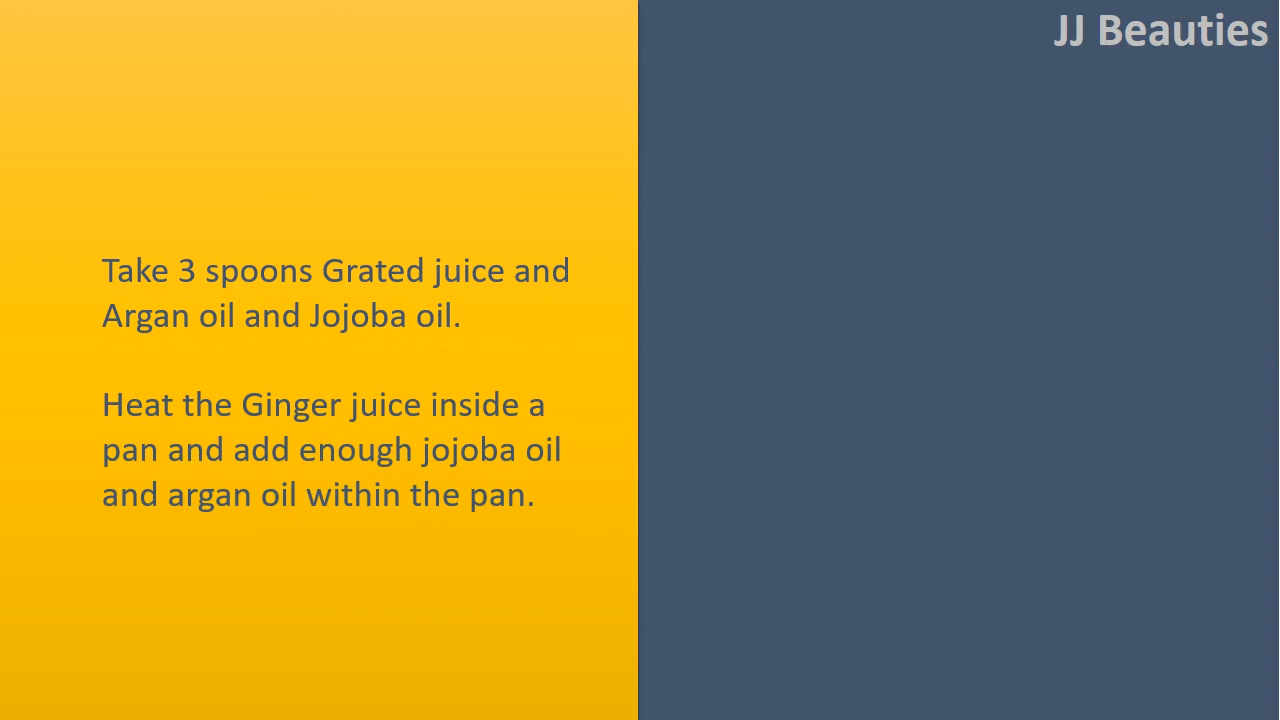 JJ Beauties
Take 3 spoons Grated juice and
Argan oil and Jojoba oil.
Heat the Ginger juice inside a
pan and add enough jojoba oil
and argan oil within the pan.